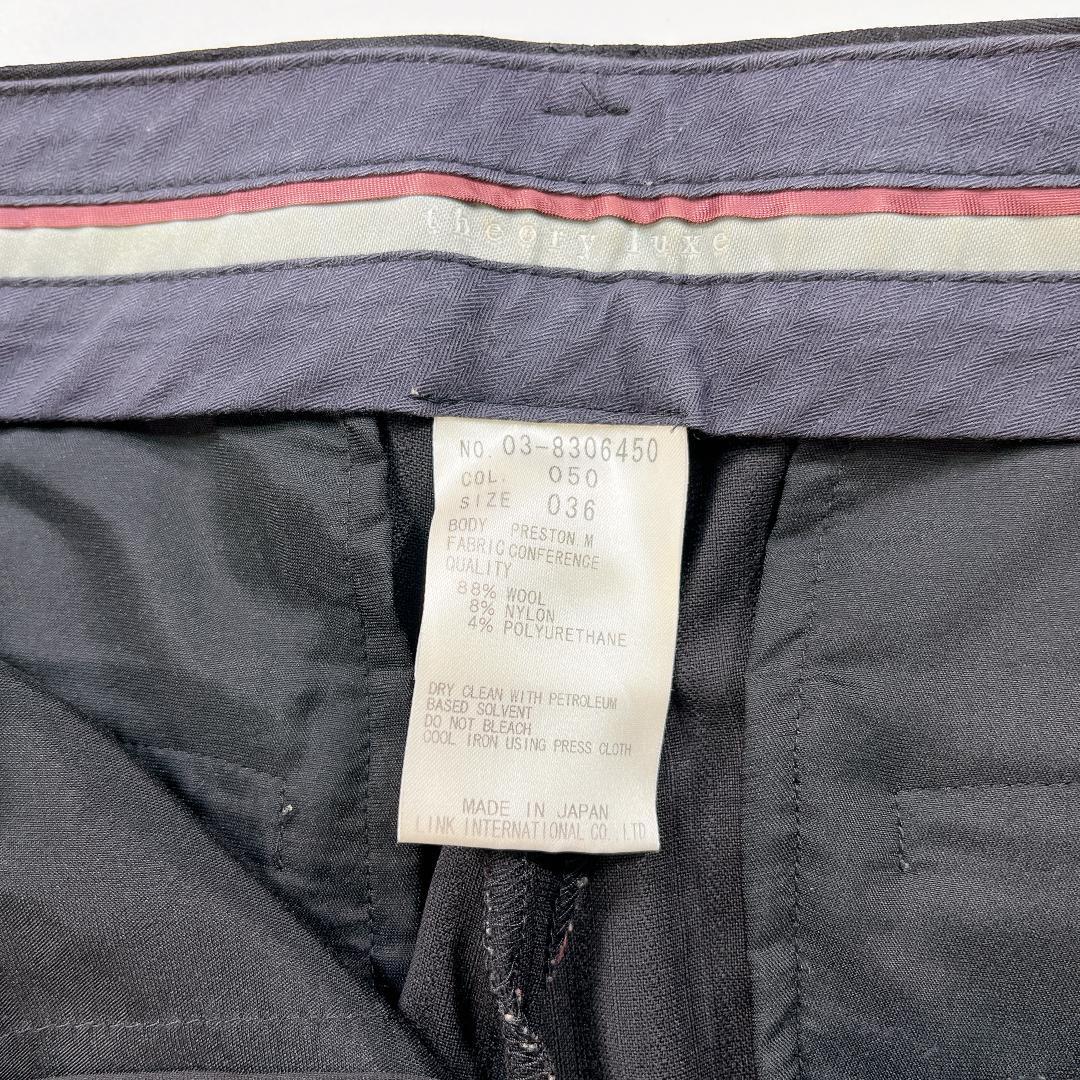 theory luxe
NO. 03-8306450
COL. 050
SIZE 036
BODY PRESTON M
FABRIC CONFERENCE
QUALITY
88% WOOL
8% NYLON
4% POLYURETHANE
DRY CLEAN WITH PETROLEUM
BASED SOLVENT
DO NOT BLEACH
COOL IRON USING PRESS CLOTH
MADE IN JAPAN
LINK INTERNATIONAL CO., LTD